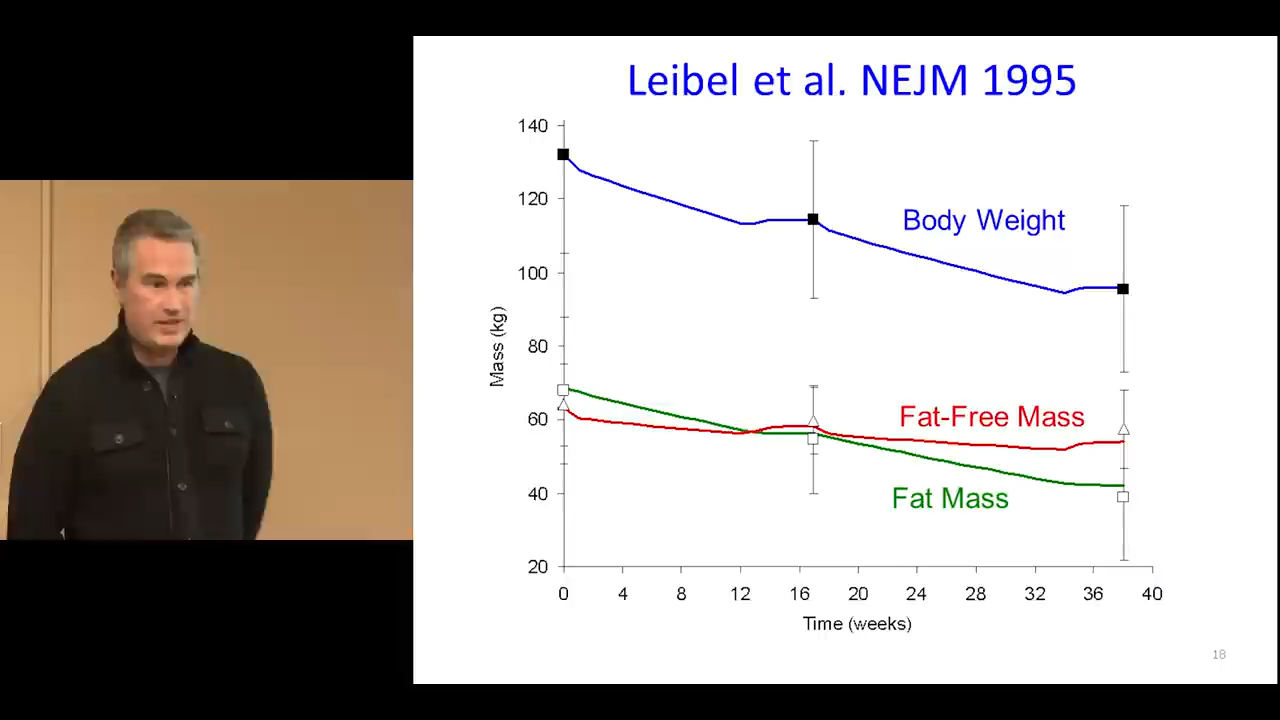 Leibel et al. NEJM 1995
140
120
100
80
60
40
20
Mass (kg)
Body Weight
Fat-Free Mass
Fat Mass
0 4 8 12 16 20 24 28 32 36 40
Time (weeks)
18